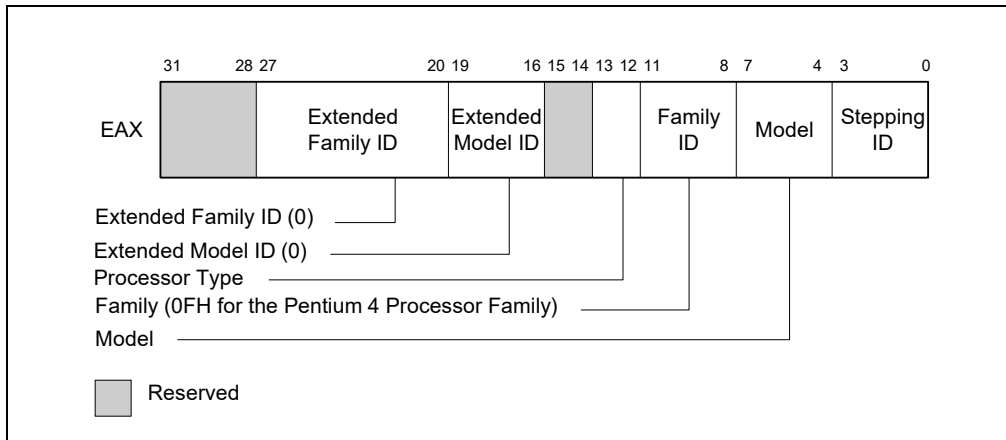 31 28 27 20 19 16 15 14 13 12 11 8 7 4 3 0
EAX
Extended Family ID
Extended Model ID
Family ID
Model
Stepping ID
Extended Family ID (0)
Extended Model ID (0)
Processor Type
Family (0FH for the Pentium 4 Processor Family)
Model
Reserved